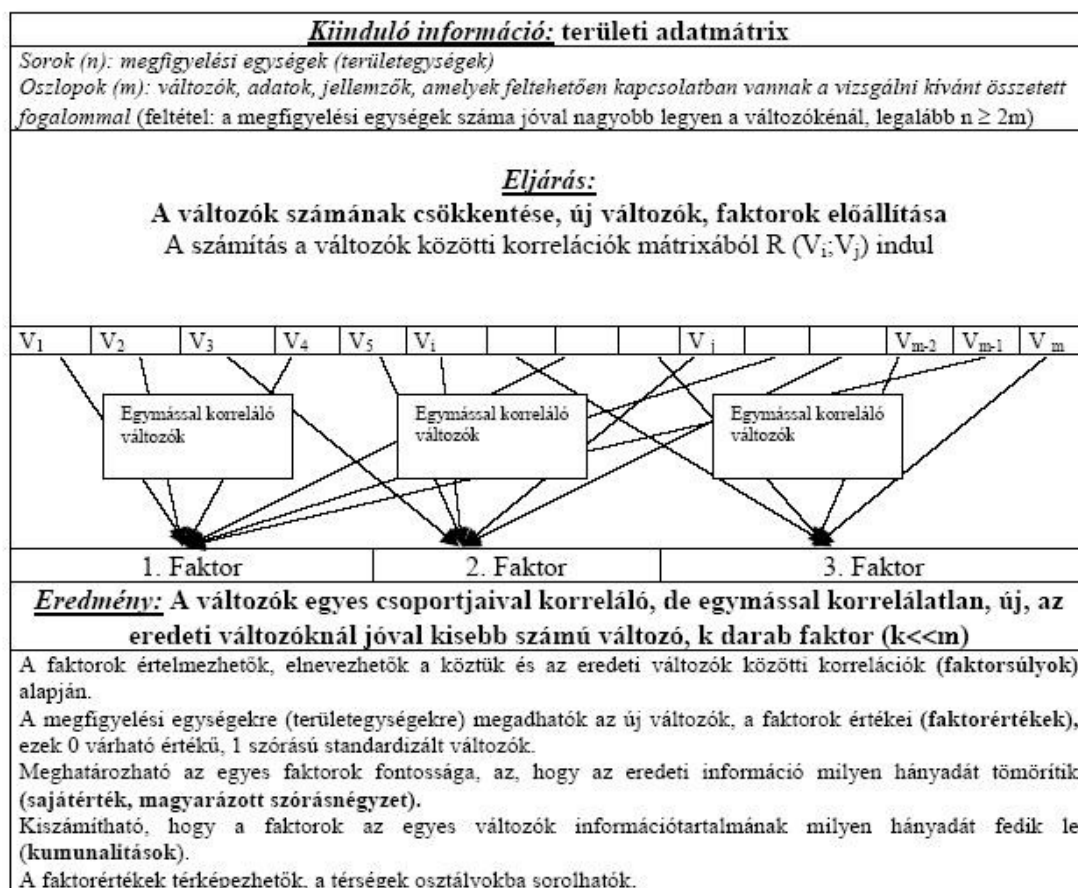 Kiinduló információ: területi adatmátrix
Sorok (n): megfigyelési egységek (területegységek)
Oszlopok (m): változók, adatok, jellemzők, amelyek feltehetően kapcsolatban vannak a vizsgálni kívánt összetett
fogalommal (feltétel: a megfigyelési egységek száma jóval nagyobb legyen a változókénál, legalább n ≥ 2m)
Eljárás:
A változók számának csökkentése, új változók, faktorok előállítása
A számítás a változók közötti korrelációk mátrixából R (Vi;Vj) indul
V1 V2 V3 V4 V5 Vi Vj Vm-2 Vm-1 Vm
Egymással korreláló
változók
Egymással korreláló
változók
Egymással korreláló
változók
1. Faktor 2. Faktor 3. Faktor
Eredmény: A változók egyes csoportjaival korreláló, de egymással korrelálatlan, új, az
eredeti változóknál jóval kisebb számú változó, k darab faktor (k<<m)
A faktorok értelmezhetők, elnevezhetők a köztük és az eredeti változók közötti korrelációk (faktorsúlyok)
alapján.
A megfigyelési egységekre (területegységekre) megadhatók az új változók, a faktorok értékei (faktorértékek),
ezek 0 várható értékű, 1 szórású standardizált változók.
Meghatározható az egyes faktorok fontossága, az, hogy az eredeti információ milyen hányadát tömörítik
(sajátérték, magyarázott szórásnégyzet).
Kiszámítható, hogy a faktorok az egyes változók információtartalmának milyen hányadát fedik le
(kumunalitások).
A faktorértékek térképezhetők, a térségek osztályokba sorolhatók.